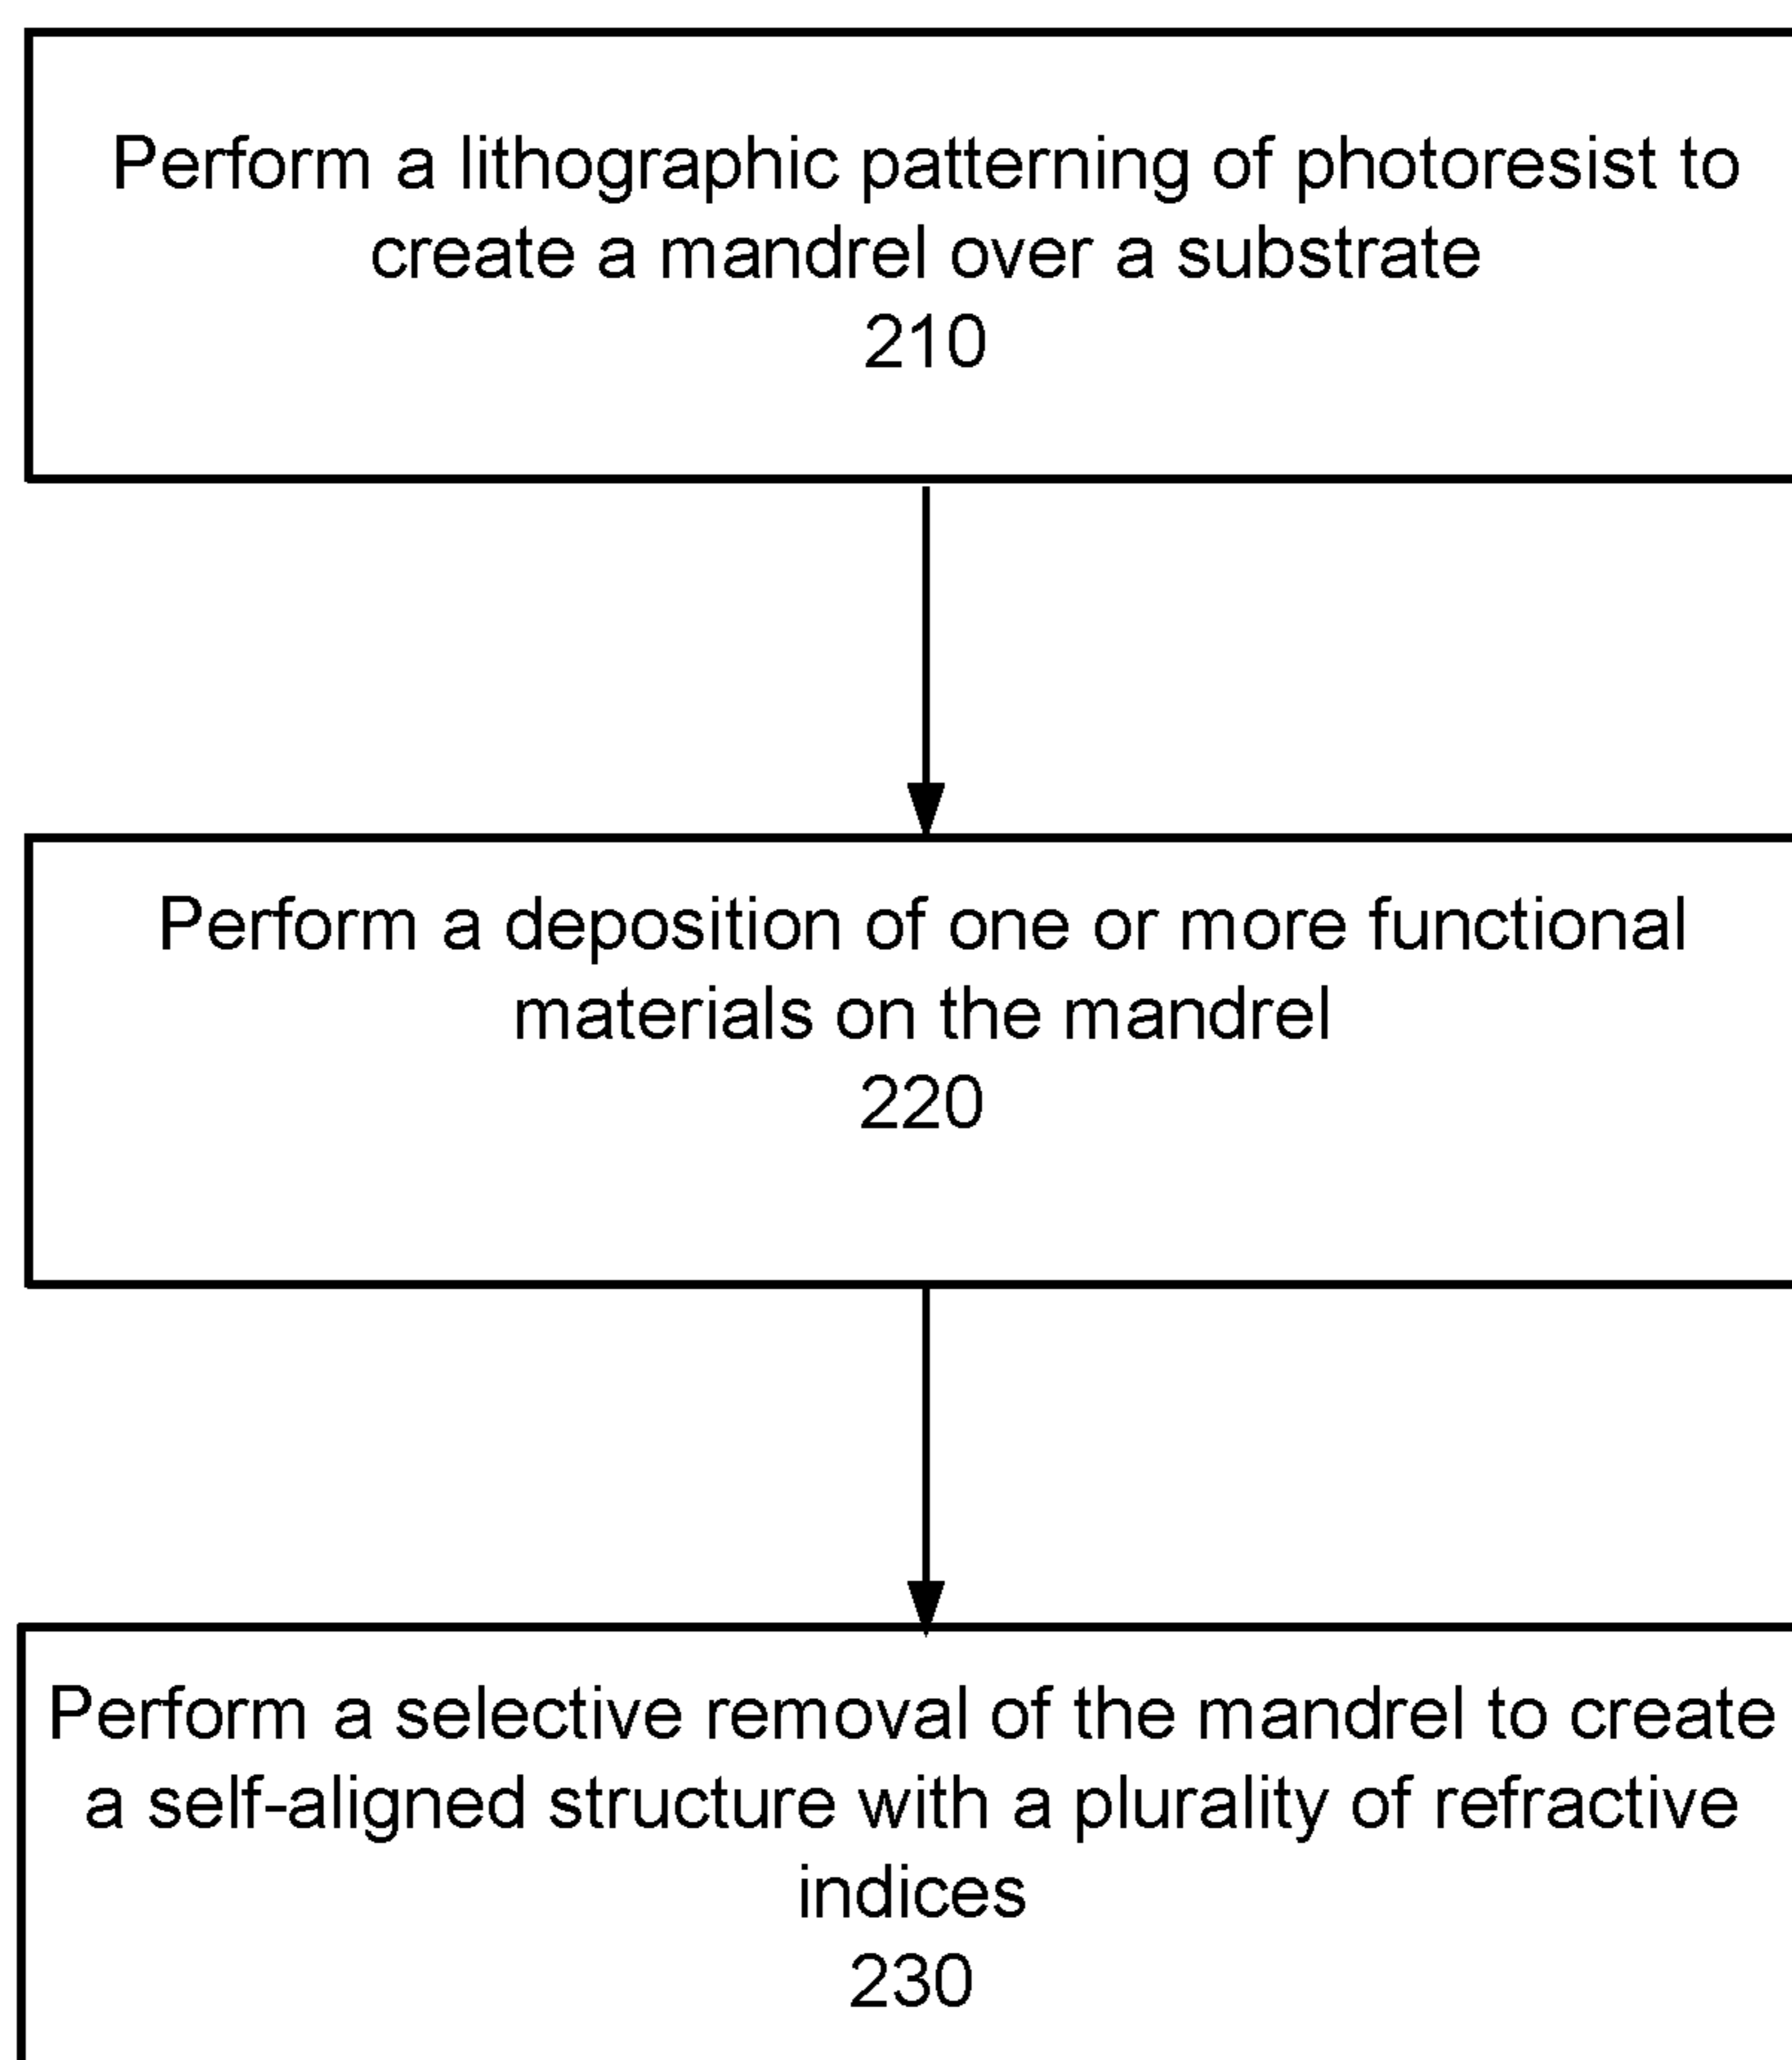 Perform a lithographic patterning of photoresist to
create a mandrel over a substrate
210
Perform a deposition of one or more functional
materials on the mandrel
220
Perform a selective removal of the mandrel to create
a self-aligned structure with a plurality of refractive
indices
230